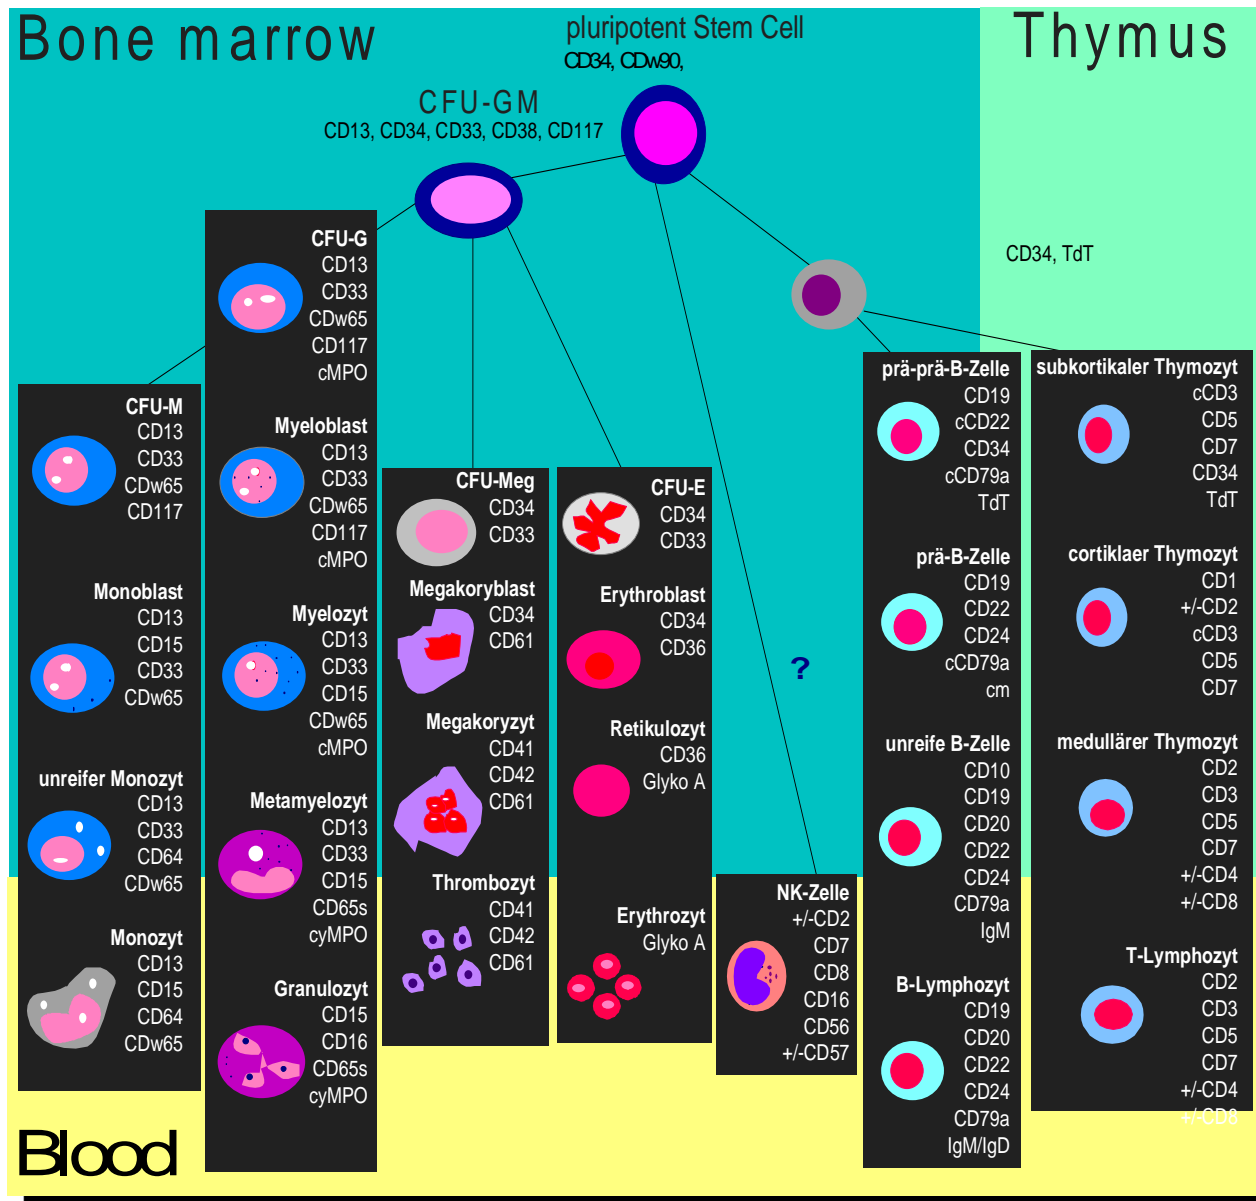 Bone marrow
pluripotent Stem Cell
CD34, CDw90,
Thymus
CFU-GM
CD13, CD34, CD33, CD38, CD117
CD34, TdT
CFU-M
CD13
CD33
CDw65
CD117
Monoblast
CD13
CD15
CD33
CDw65
unreifer Monozyt
CD13
CD33
CD64
CDw65
Monozyt
CD13
CD15
CD64
CDw65
CFU-G
CD13
CD33
CDw65
CD117
cMPO
Myeloblast
CD13
CD33
CDw65
CD117
cMPO
Myelozyt
CD13
CD33
CD15
CDw65
cMPO
Metamyelozyt
CD13
CD33
CD15
CD65s
cyMPO
Granulozyt
CD15
CD16
CD65s
cyMPO
CFU-Meg
CD34
CD33
Megakoryblast
CD34
CD61
Megakoryzyt
CD41
CD42
CD61
Thrombozyt
CD41
CD42
CD61
CFU-E
CD34
CD33
Erythroblast
CD34
CD36
Retikulozyt
CD36
Glyko A
Erythrozyt
Glyko A
?
NK-Zelle
+/-CD2
CD7
CD8
CD16
CD56
+/-CD57
prä-prä-B-Zelle
CD19
cCD22
CD34
cCD79a
TdT
prä-B-Zelle
CD19
CD22
CD24
cCD79a
cm
unreife B-Zelle
CD10
CD19
CD20
CD22
CD24
CD79a
IgM
B-Lymphozyt
CD19
CD20
CD22
CD24
CD79a
IgM/IgD
subkortikaler Thymozyt
cCD3
CD5
CD7
CD34
TdT
cortiklaer Thymozyt
CD1
+/-CD2
cCD3
CD5
CD7
medullärer Thymozyt
CD2
CD3
CD5
CD7
+/-CD4
+/-CD8
T-Lymphozyt
CD2
CD3
CD5
CD7
+/-CD4
+/-CD8
Blood